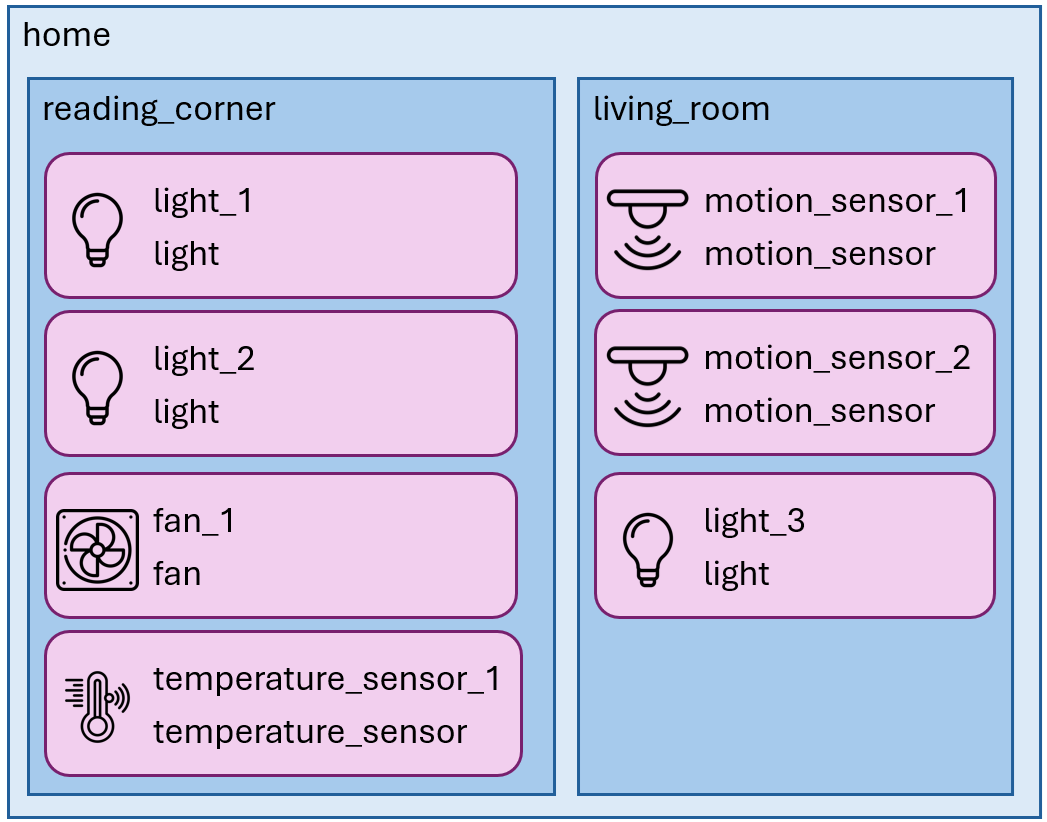 home
reading_corner
light_1
light
light_2
light
fan_1
fan
temperature_sensor_1
temperature_sensor
living_room
motion_sensor_1
motion_sensor
motion_sensor_2
motion_sensor
light_3
light